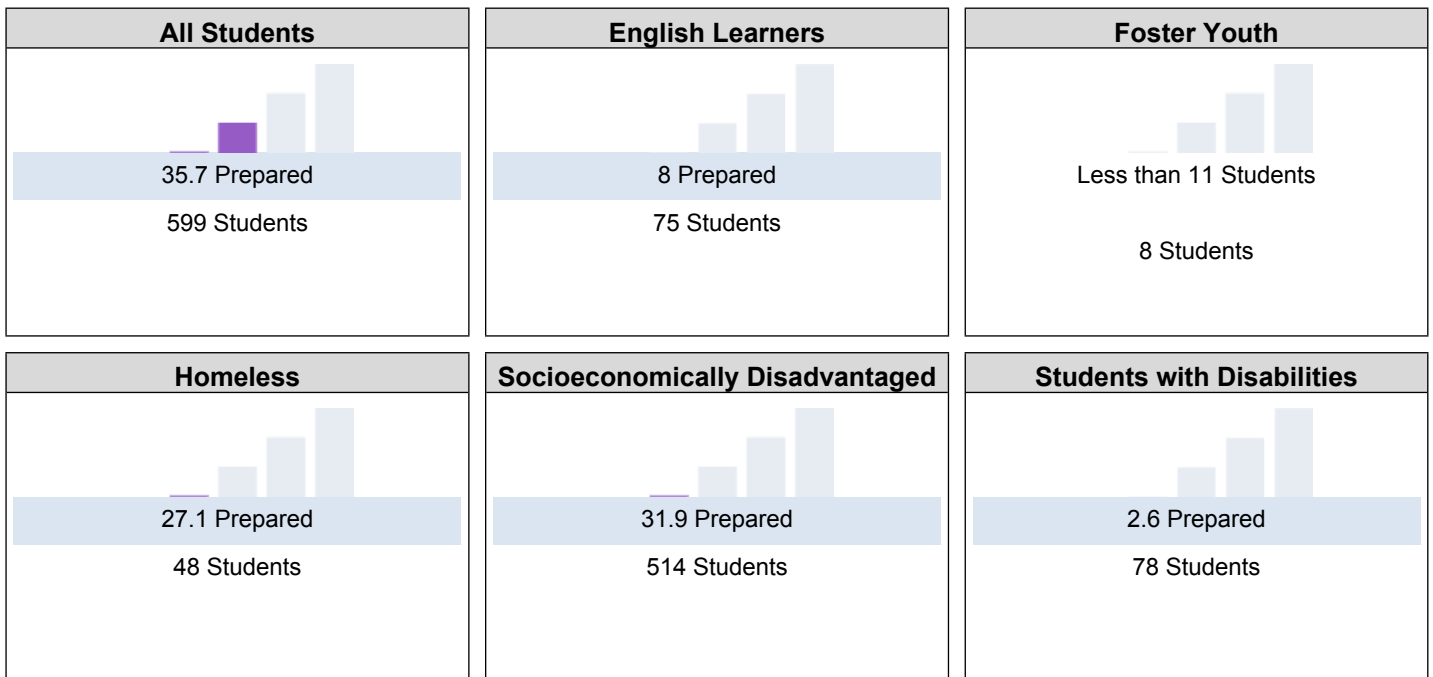 All Students
35.7 Prepared
599 Students
English Learners
8 Prepared
75 Students
Foster Youth
Less than 11 Students
8 Students
Homeless
27.1 Prepared
48 Students
Socioeconomically Disadvantaged
31.9 Prepared
514 Students
Students with Disabilities
2.6 Prepared
78 Students